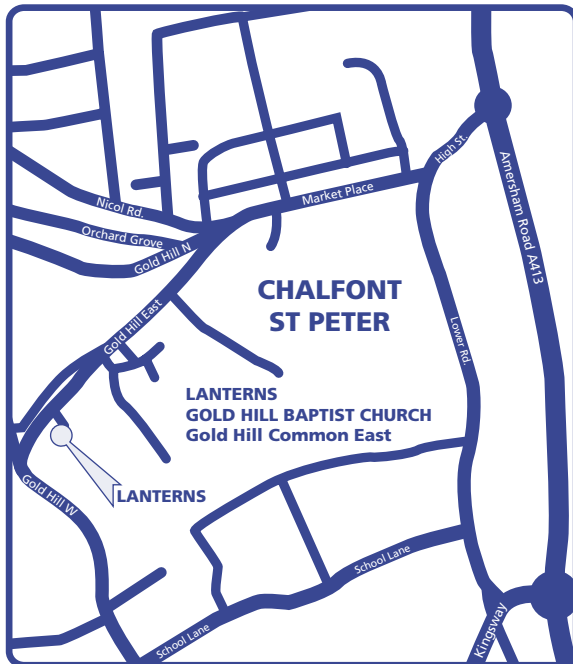 High St.
Amersham Road A413
Nicol Rd.
Market Place
Orchard Grove
Gold Hill N
CHALFONT
ST PETER
Gold Hill East
Lower Rd.
LANTERNS
GOLD HILL BAPTIST CHURCH
Gold Hill Common East
Gold Hill W
LANTERNS
School Lane
School Lane
Kingsway